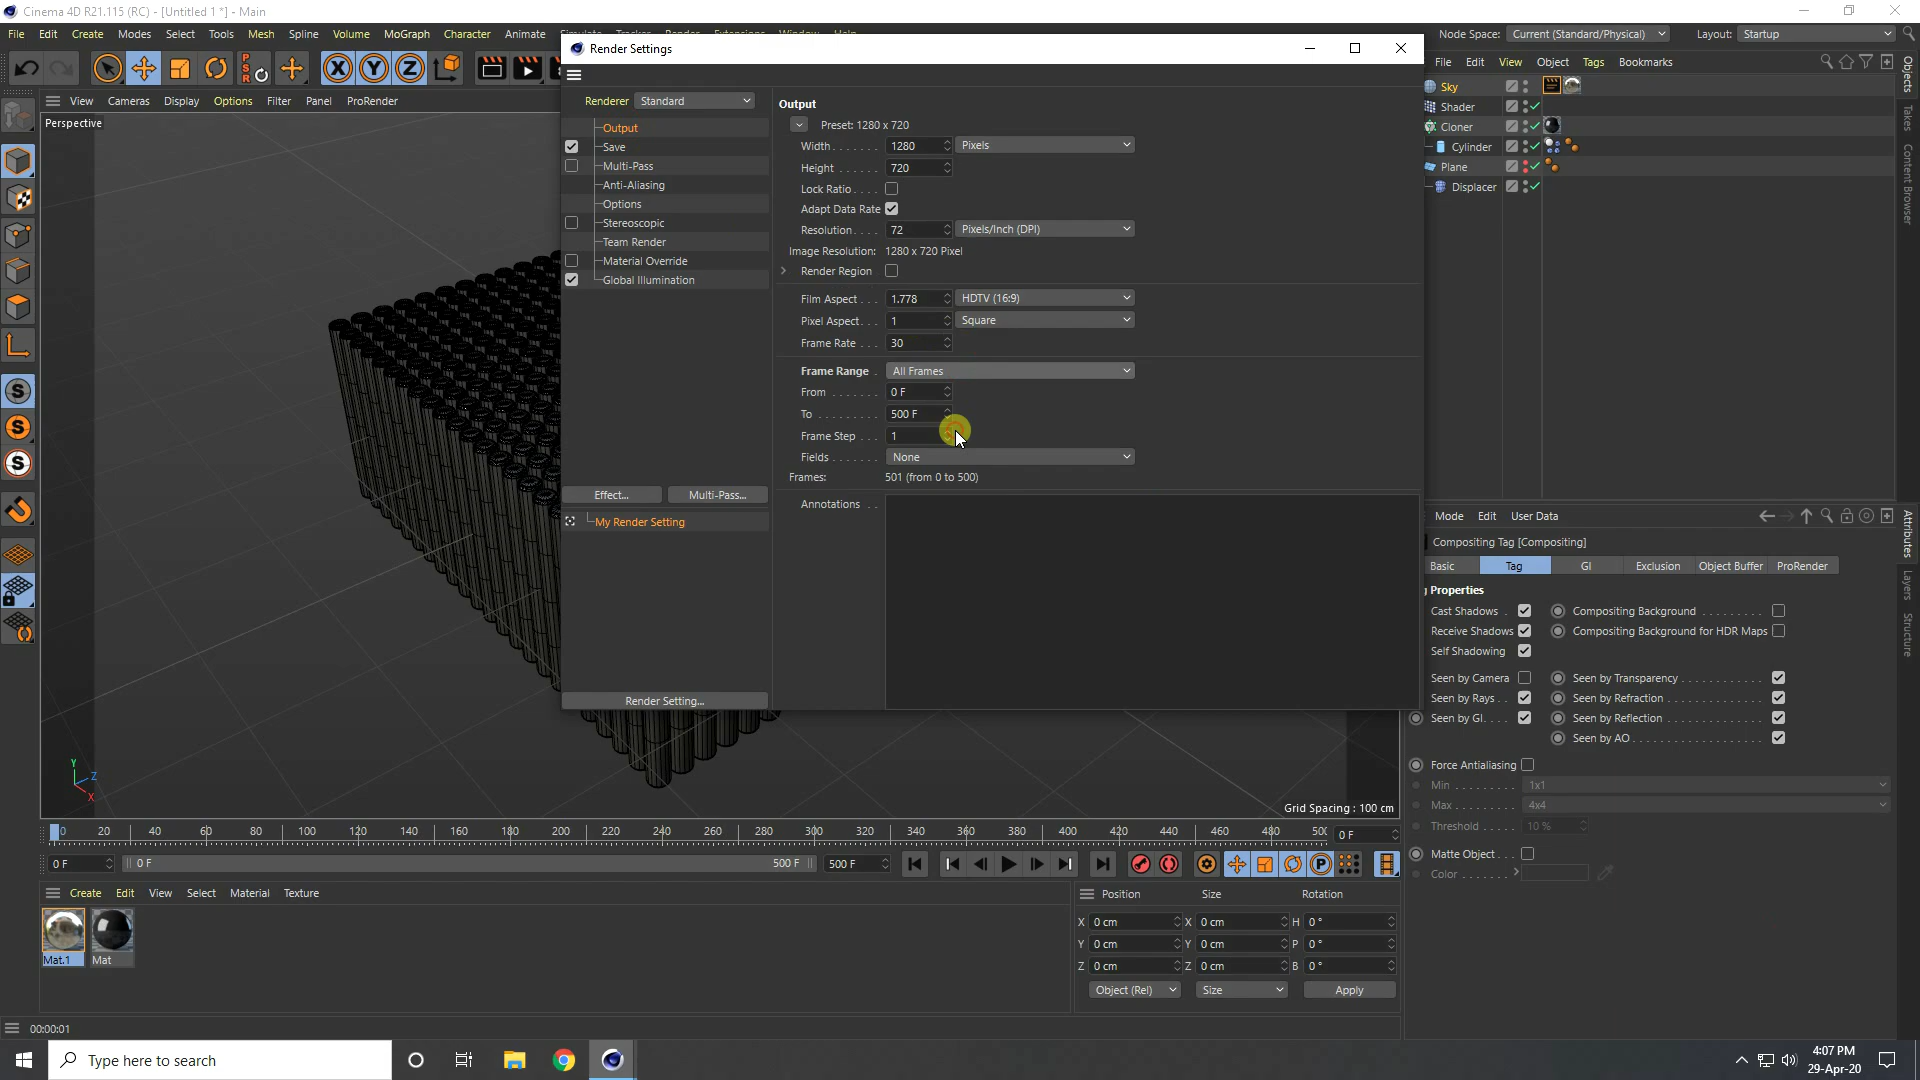 Cinema 4D R21.115 (RC) - [Untitled 1 *] - Main
File Edit Create Modes Select Tools Mesh Spline Volume MoGraph Character Animate
Node Space: Current (Standard/Physical) Layout: Startup
Render Settings
File Edit View Object Tags Bookmarks
View Cameras Display Options Filter Panel ProRender
Perspective
Renderer Standard
Output
Save
Multi-Pass
Anti-Aliasing
Options
Stereoscopic
Team Render
Material Override
Global Illumination
Effect... Multi-Pass...
My Render Setting
Render Setting...
Output
Preset: 1280 x 720
Width 1280 Pixels
Height 720
Lock Ratio
Adapt Data Rate
Resolution 72 Pixels/Inch (DPI)
Image Resolution: 1280 x 720 Pixel
Render Region
Film Aspect 1.778 HDTV (16:9)
Pixel Aspect 1 Square
Frame Rate 30
Frame Range All Frames
From 0 F
To 500 F
Frame Step 1
Fields None
Frames: 501 (from 0 to 500)
Annotations
Sky
Shader
Cloner
Cylinder
Plane
Displacer
Objects
Takes
Content Browser
Attributes
Layers
Structure
Mode Edit User Data
Compositing Tag [Compositing]
Basic Tag GI Exclusion Object Buffer ProRender
Properties
Cast Shadows Compositing Background
Receive Shadows Compositing Background for HDR Maps
Self Shadowing
Seen by Camera Seen by Transparency
Seen by Rays Seen by Refraction
Seen by GI Seen by Reflection
Seen by AO
Force Antialiasing
Min 1x1
Max 4x4
Threshold 10 %
Matte Object
Color
Y Z X
Grid Spacing : 100 cm
0 20 40 60 80 100 120 140 160 180 200 220 240 260 280 300 320 340 360 380 400 420 440 460 480 0 F
0 F 0 F 500 F 500 F
Create Edit View Select Material Texture
Mat.1 Mat
Position Size Rotation
X 0 cm X 0 cm H 0 °
Y 0 cm Y 0 cm P 0 °
Z 0 cm Z 0 cm B 0 °
Object (Rel) Size Apply
00:00:01
Type here to search
4:07 PM
29-Apr-20